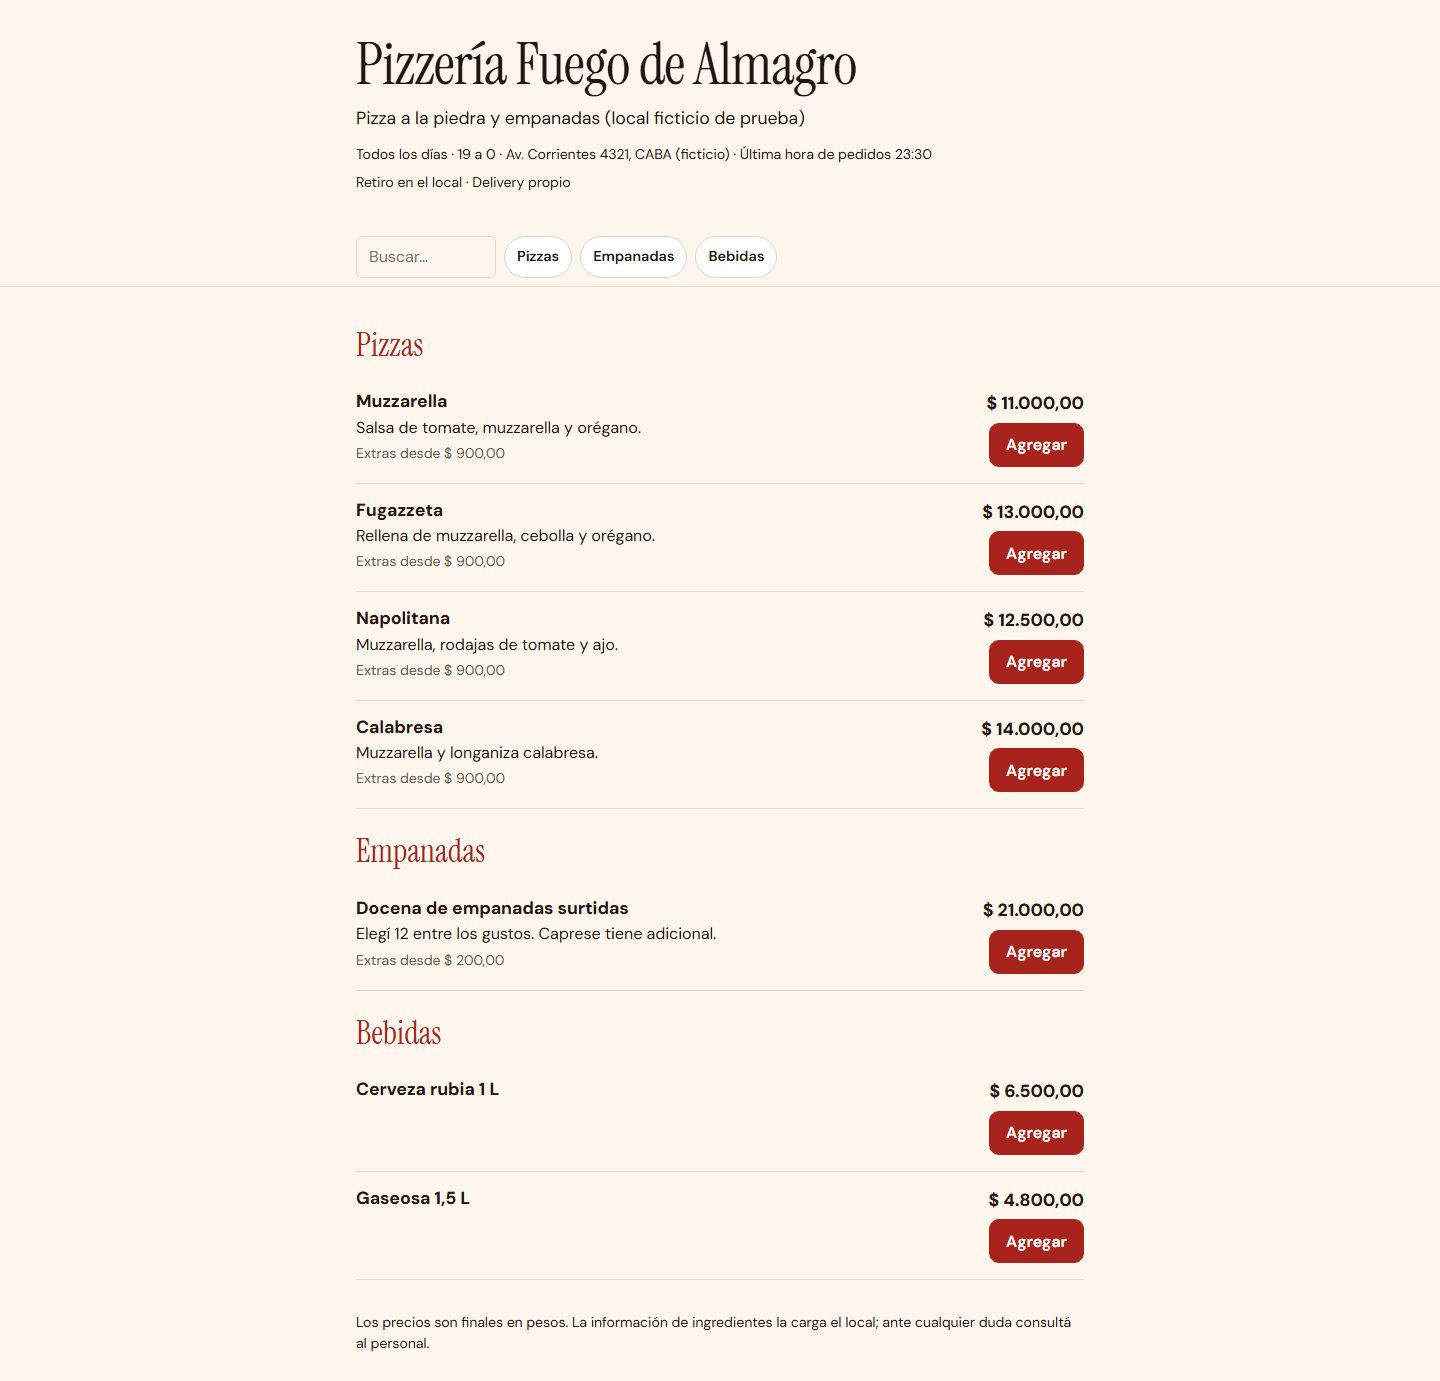 Pizzería Fuego de Almagro
Pizza a la piedra y empanadas (local ficticio de prueba)
Todos los días · 19 a 0 · Av. Corrientes 4321, CABA (ficticio) · Última hora de pedidos 23:30
Retiro en el local · Delivery propio
Buscar...
Pizzas
Empanadas
Bebidas
Pizzas
Muzzarella
$ 11.000,00
Salsa de tomate, muzzarella y orégano.
Extras desde $ 900,00
Agregar
Fugazzeta
$ 13.000,00
Rellena de muzzarella, cebolla y orégano.
Extras desde $ 900,00
Agregar
Napolitana
$ 12.500,00
Muzzarella, rodajas de tomate y ajo.
Extras desde $ 900,00
Agregar
Calabresa
$ 14.000,00
Muzzarella y longaniza calabresa.
Extras desde $ 900,00
Agregar
Empanadas
Docena de empanadas surtidas
$ 21.000,00
Elegí 12 entre los gustos. Caprese tiene adicional.
Extras desde $ 200,00
Agregar
Bebidas
Cerveza rubia 1 L
$ 6.500,00
Agregar
Gaseosa 1,5 L
$ 4.800,00
Agregar
Los precios son finales en pesos. La información de ingredientes la carga el local; ante cualquier duda consultá
al personal.